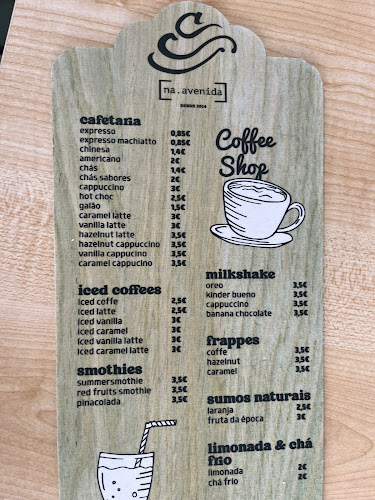 na.avenida
DESDE 2014
cafetaria
expresso 0,85€
expresso machiatto 0,85€
chinesa 1,4€
americano 2€
chás 1,4€
chás sabores 2€
cappuccino 3€
hot choc 2,5€
galão 1,5€
caramel latte 3€
vanilla latte 3€
hazelnut latte 3,5€
hazelnut cappuccino 3,5€
vanilla cappuccino 3,5€
caramel cappucino 3,5€
iced coffees
iced coffe 2,5€
iced latte 2,5€
iced vanilla 3€
iced caramel 3€
iced vanilla latte 3€
iced caramel latte 3€
smothies
summersmothie 3,5€
red fruits smothie 3,5€
pinacolada 3,5€
Coffee
Shop
milkshake
oreo 3,5€
kinder bueno 3,5€
cappuccino 3,5€
banana chocolate 3,5€
frappes
coffe 3,5€
hazelnut 3,5€
caramel 3,5€
sumos naturais
laranja 2,5€
fruta da época 3€
limonada & chá
frio
limonada 2€
chá frio 2€